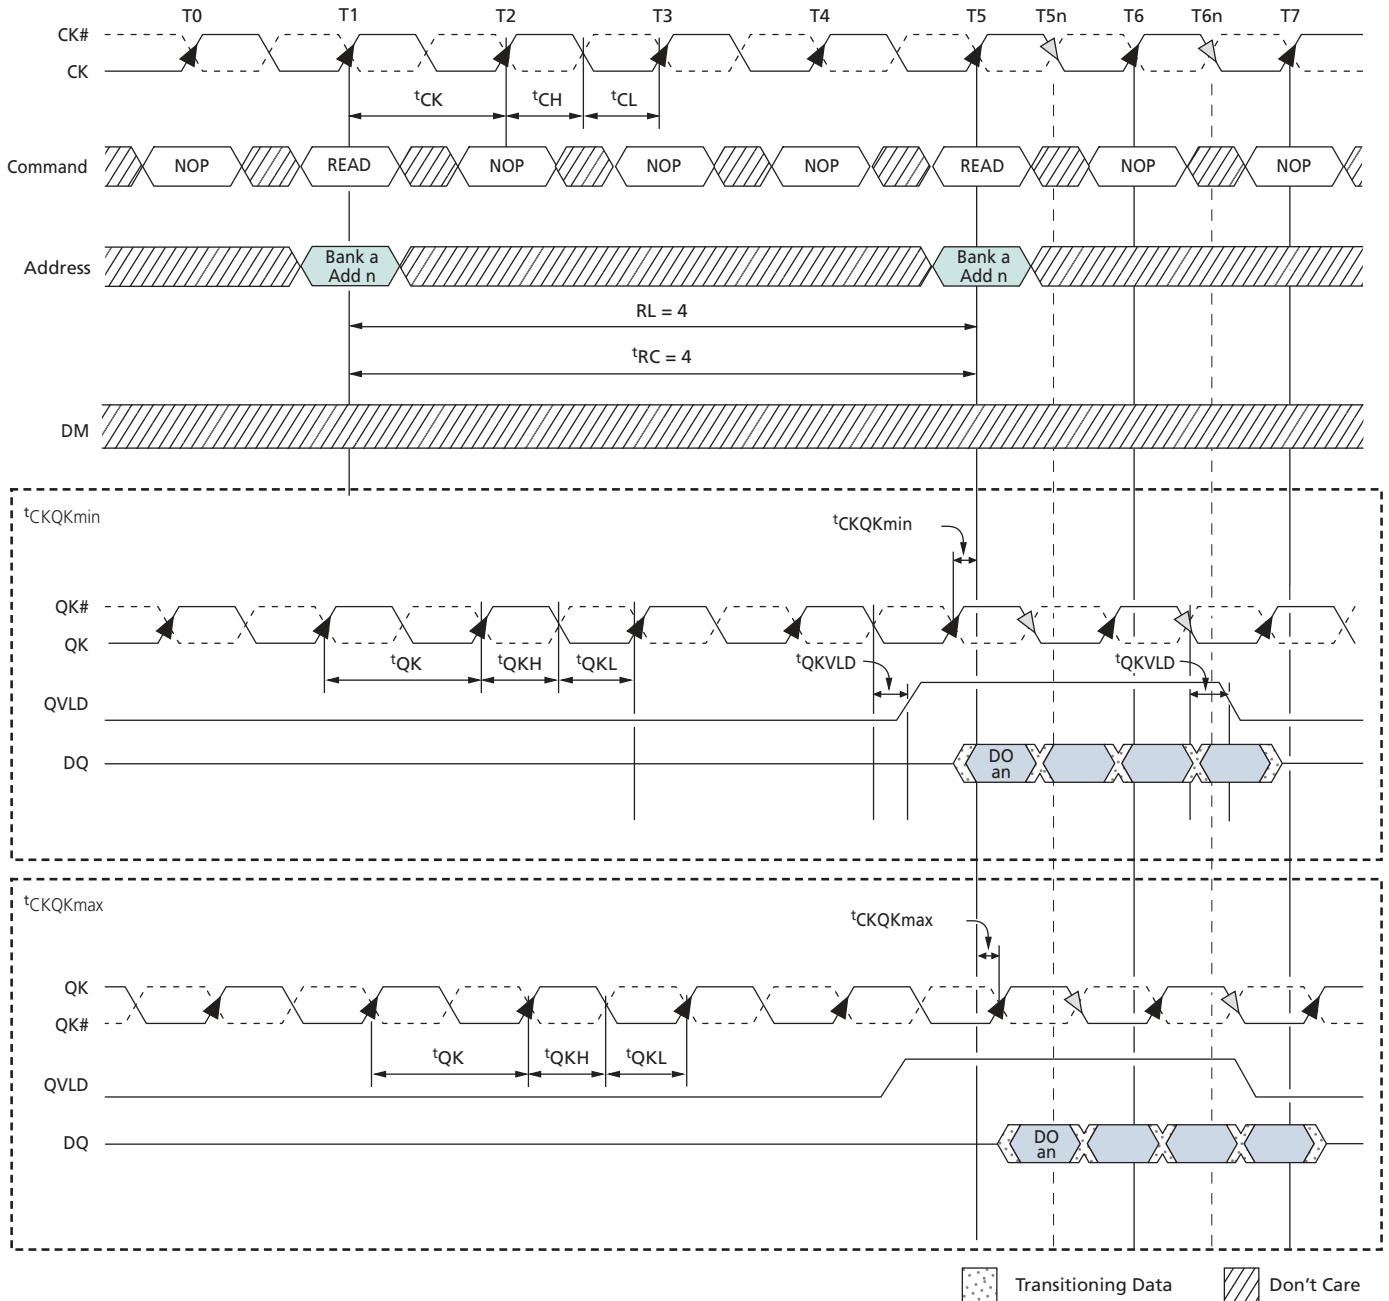 T0 T1 T2 T3 T4 T5 T5n T6 T6n T7
CK#
CK
tCK tCH tCL
Command NOP READ NOP NOP NOP READ NOP NOP
Address Bank a Bank a
Add n Add n
RL = 4
tRC = 4
DM
tCKQKmin
tCKQKmin
QK#
QK
tQK tQKH tQKL tQKVLD tQKVLD
QVLD
DQ DO
an
tCKQKmax
tCKQKmax
QK
QK#
tQK tQKH tQKL
QVLD
DQ DO
an
Transitioning Data Don't Care